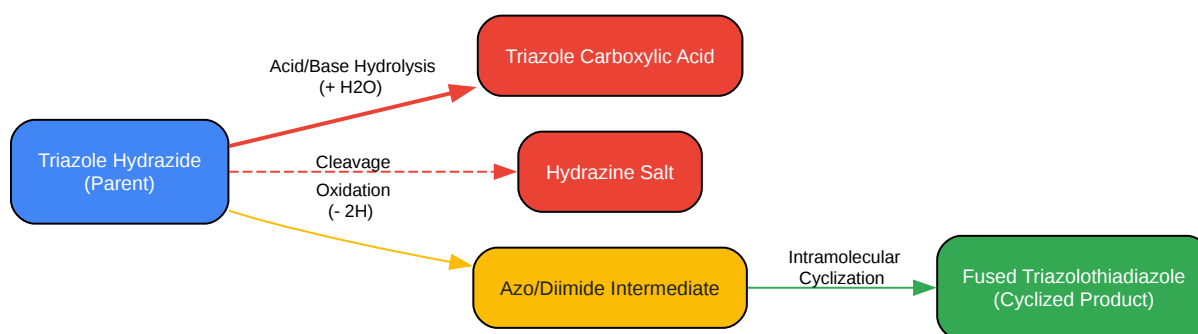 Triazole Carboxylic Acid
Acid/Base Hydrolysis
(+ H2O)
Triazole Hydrazide
(Parent)
Cleavage
Hydrazine Salt
Oxidation
(- 2H)
Azo/Diimide Intermediate
Intramolecular
Cyclization
Fused Triazolothiadiazole
(Cyclized Product)